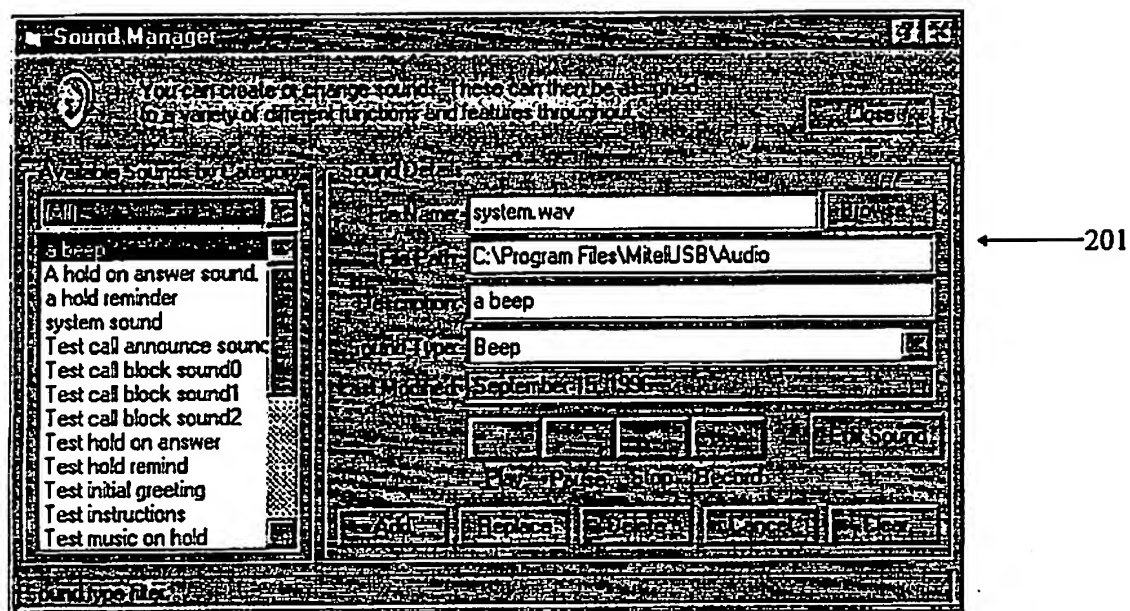 Sound Manager
You can create or change sounds. These can then be assigned
to a variety of different functions and features throughout.
Close
Available Sounds by Category
Sound Details
All
File Name:
system.wav
Browse
a beep
A hold on answer sound.
a hold reminder
system sound
Test call announce sound
Test call block sound0
Test call block sound1
Test call block sound2
Test hold on answer
Test hold remind
Test initial greeting
Test instructions
Test music on hold
File Path:
C:\Program Files\MitelUSB\Audio
Description:
a beep
Sound Type:
Beep
Last Modified:
September 15, 1996
Edit Sound
Play Pause Stop Record
Add Replace Delete Cancel Clear
Sound type filter.
201